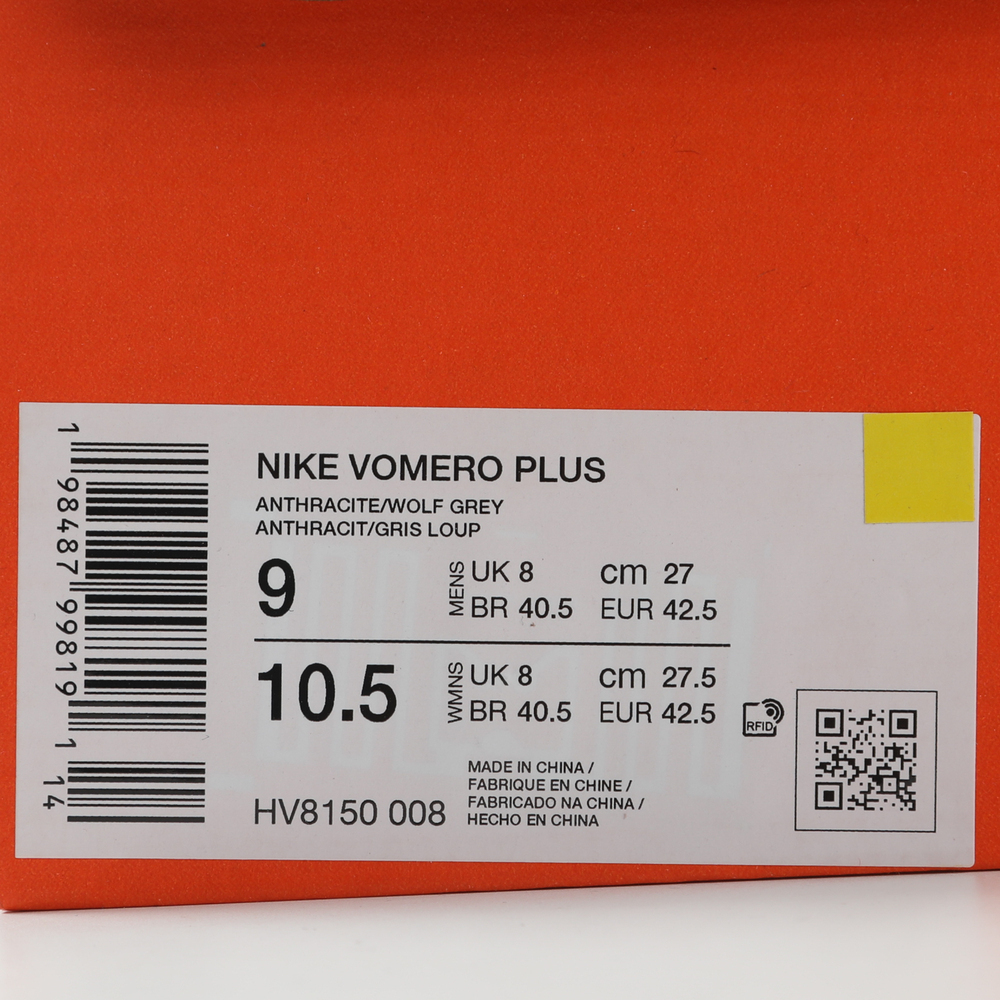 1 98487 99819 1 14
NIKE VOMERO PLUS
ANTHRACITE/WOLF GREY
ANTHRACIT/GRIS LOUP
9
MENS
UK 8 cm 27
BR 40.5 EUR 42.5
10.5
WMNS
UK 8 cm 27.5
BR 40.5 EUR 42.5
RFID
HV8150 008
MADE IN CHINA /
FABRIQUE EN CHINE /
FABRICADO NA CHINA /
HECHO EN CHINA